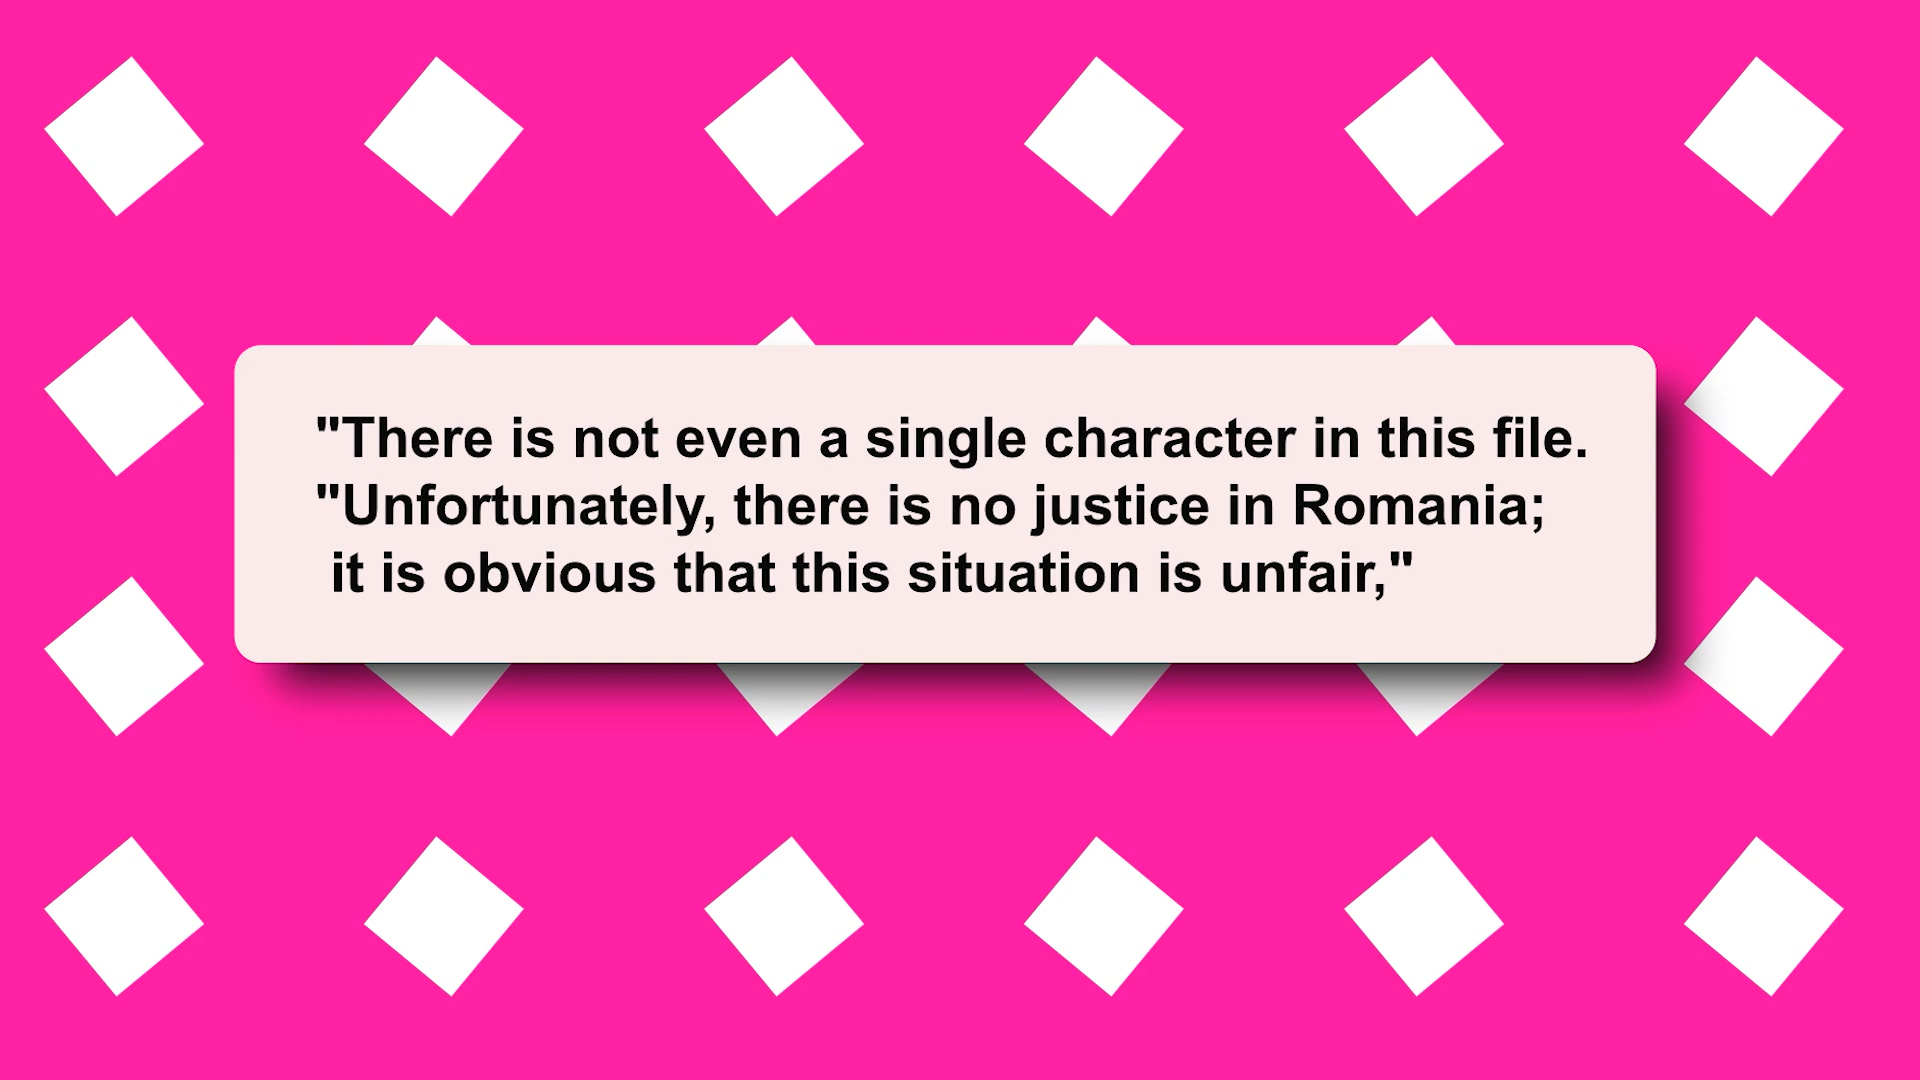 "There is not even a single character in this file.
"Unfortunately, there is no justice in Romania;
it is obvious that this situation is unfair,"